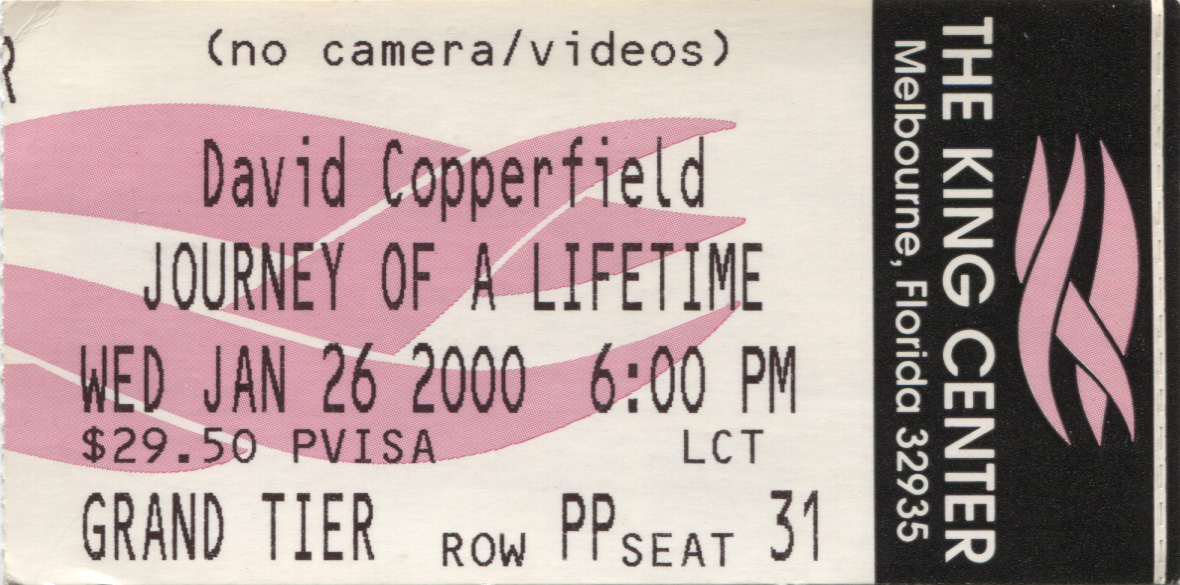 (no camera/videos)
David Copperfield
JOURNEY OF A LIFETIME
WED JAN 26 2000 6:00 PM
$29.50 PVISA LCT
GRAND TIER ROW PP SEAT 31
THE KING CENTER
Melbourne, Florida 32935